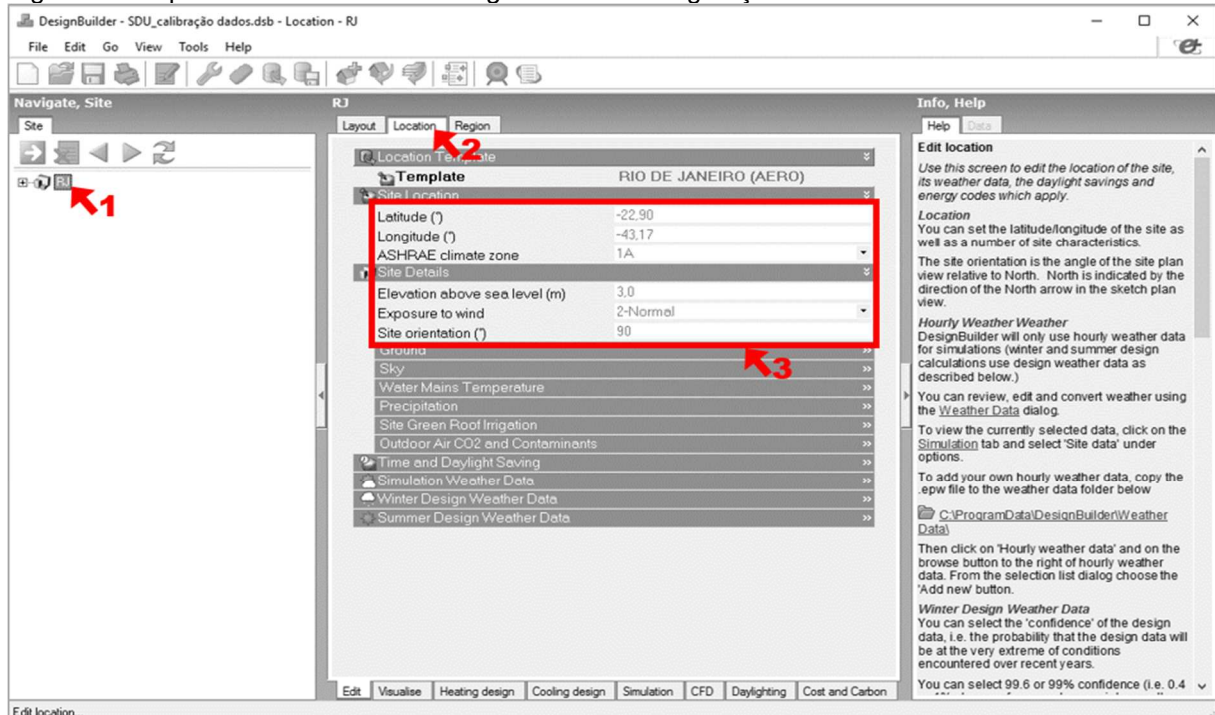 DesignBuilder - SDU_calibração dados.dsb - Location - RJ
File Edit Go View Tools Help
Navigate, Site
Site
RJ
1
RJ
Layout Location Region
2
Location Template
Template RIO DE JANEIRO (AERO)
Site Location
Latitude (°) -22,90
Longitude (°) -43,17
ASHRAE climate zone 1A
Site Details
Elevation above sea level (m) 3,0
Exposure to wind 2-Normal
Site orientation (°) 90
3
Ground
Sky
Water Mains Temperature
Precipitation
Site Green Roof Irrigation
Outdoor Air CO2 and Contaminants
Time and Daylight Saving
Simulation Weather Data
Winter Design Weather Data
Summer Design Weather Data
Edit Visualise Heating design Cooling design Simulation CFD Daylighting Cost and Carbon
Info, Help
Help Data
Edit location
Use this screen to edit the location of the site,
its weather data, the daylight savings and
energy codes which apply.
Location
You can set the latitude/longitude of the site as
well as a number of site characteristics.
The site orientation is the angle of the site plan
view relative to North. North is indicated by the
direction of the North arrow in the sketch plan
view.
Hourly Weather Weather
DesignBuilder will only use hourly weather data
for simulations (winter and summer design
calculations use design weather data as
described below.)
You can review, edit and convert weather using
the Weather Data dialog.
To view the currently selected data, click on the
Simulation tab and select 'Site data' under
options.
To add your own hourly weather data, copy the
.epw file to the weather data folder below
C:\ProgramData\DesignBuilder\Weather
Data\
Then click on 'Hourly weather data' and on the
browse button to the right of hourly weather
data. From the selection list dialog choose the
'Add new' button.
Winter Design Weather Data
You can select the 'confidence' of the design
data, i.e. the probability that the design data will
be at the very extreme of conditions
encountered over recent years.
You can select 99.6 or 99% confidence (i.e. 0.4
Edit location